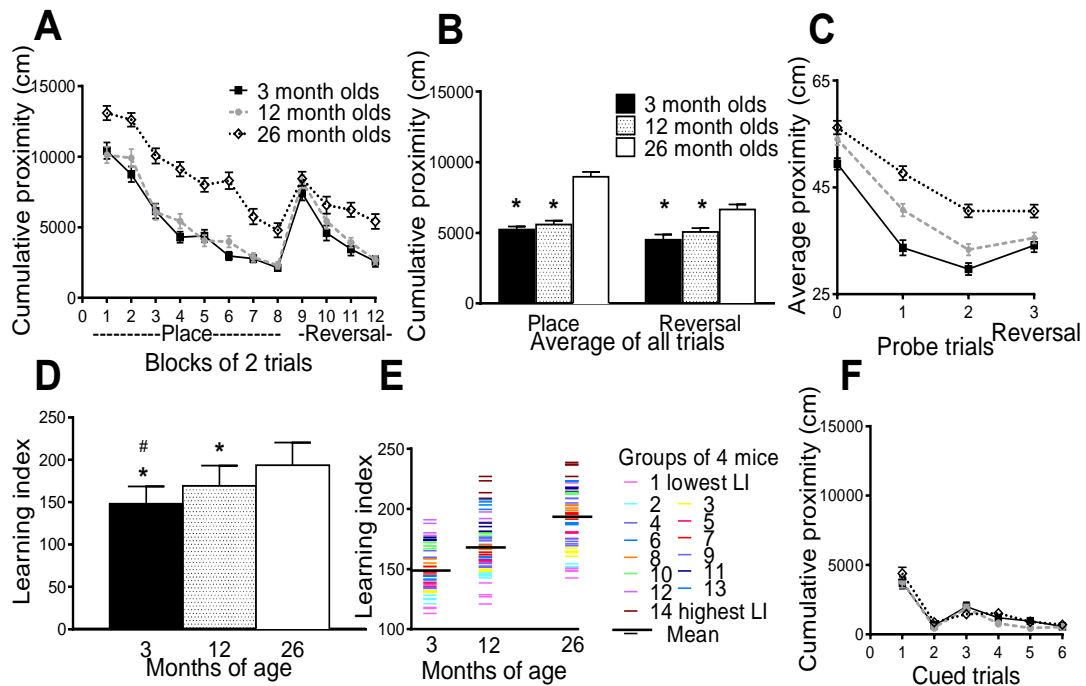 A
Cumulative proximity (cm)
15000
10000
5000
0
3 month olds
12 month olds
26 month olds
0 1 2 3 4 5 6 7 8 9 10 11 12
----------Place-------- -Reversal-
Blocks of 2 trials
B
Cumulative proximity (cm)
15000
10000
5000
0
3 month olds
12 month olds
26 month olds
* * * *
Place Reversal
Average of all trials
C
Average proximity (cm)
65
45
25
0 1 2 3
Probe trials Reversal
D
Learning index
250
200
150
100
50
0
#
* *
3 12 26
Months of age
E
Learning index
250
200
150
100
3 12 26
Months of age
Groups of 4 mice
1 lowest LI
2 3
4 5
6 7
8 9
10 11
12 13
14 highest LI
Mean
F
Cumulative proximity (cm)
15000
10000
5000
0
0 1 2 3 4 5 6
Cued trials